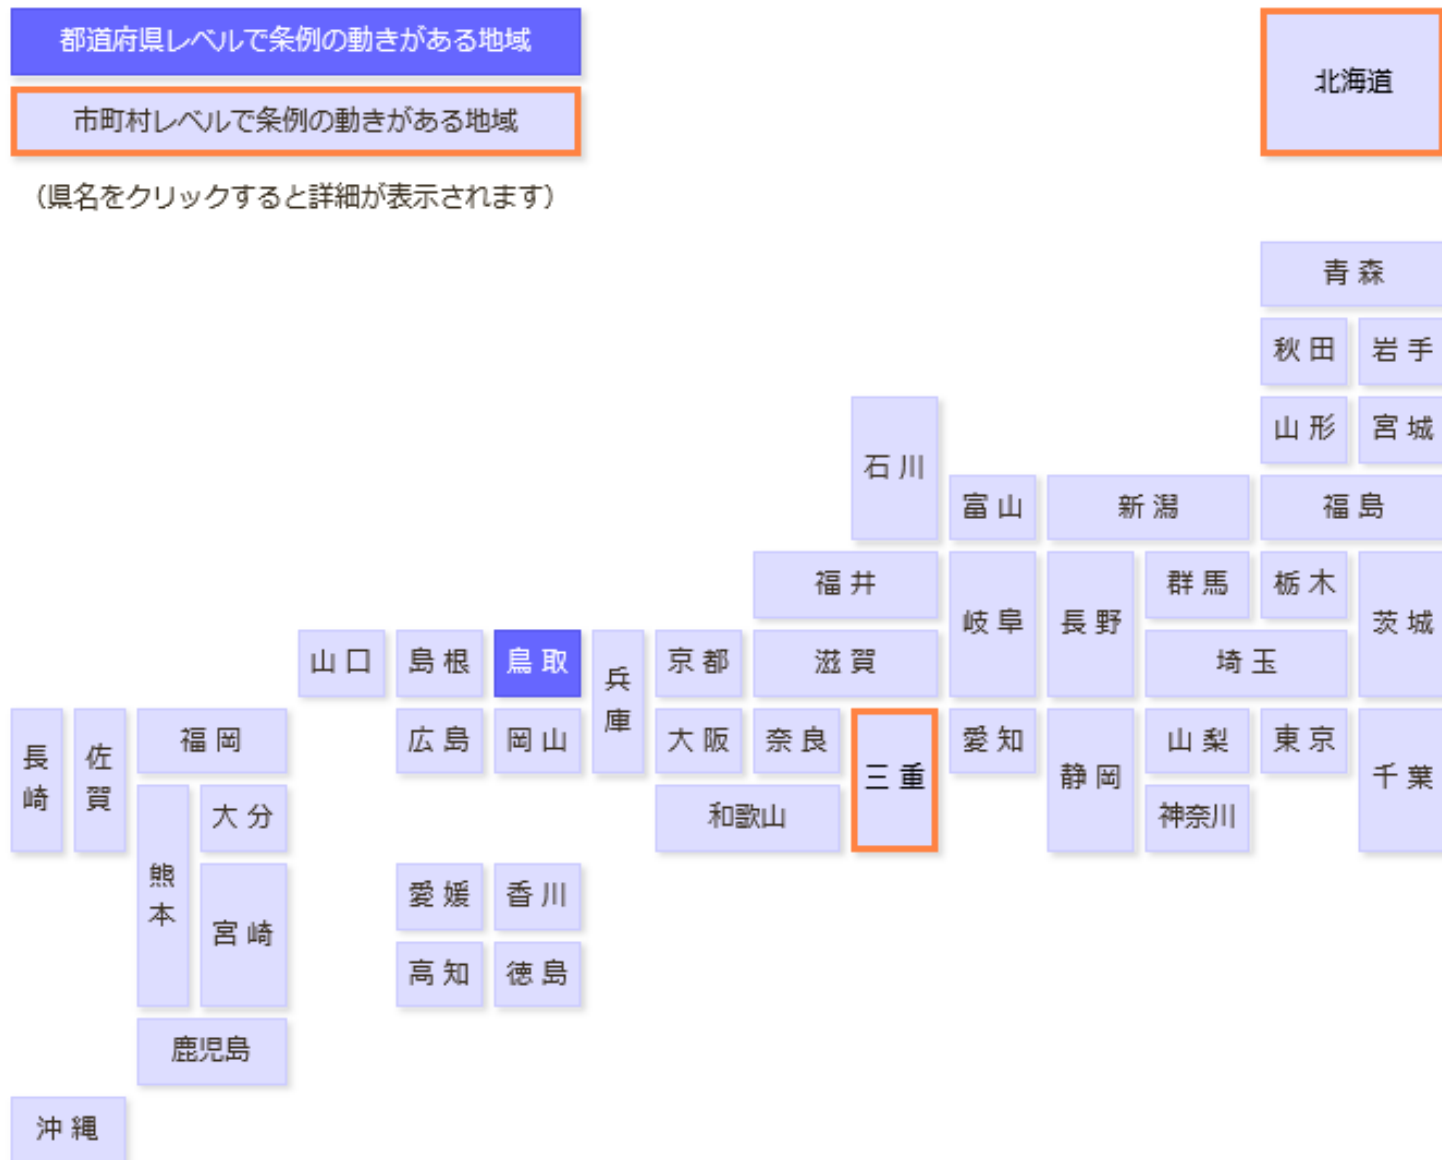 都道府県レベルで条例の動きがある地域
市町村レベルで条例の動きがある地域
（県名をクリックすると詳細が表示されます）
北海道
青森
秋田
岩手
山形
宮城
石川
富山
新潟
福島
福井
岐阜
長野
群馬
栃木
茨城
山口
島根
鳥取
兵庫
京都
滋賀
埼玉
長崎
佐賀
福岡
広島
岡山
大阪
奈良
三重
愛知
静岡
山梨
東京
千葉
熊本
大分
和歌山
神奈川
宮崎
愛媛
香川
高知
徳島
鹿児島
沖縄